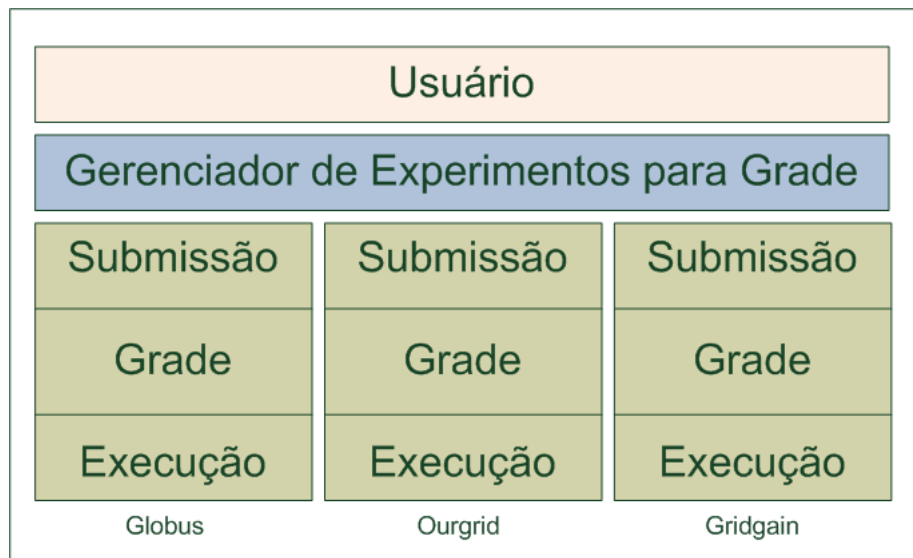 Usuário
Gerenciador de Experimentos para Grade
Submissão Submissão Submissão
Grade Grade Grade
Execução Execução Execução
Globus Ourgrid Gridgain